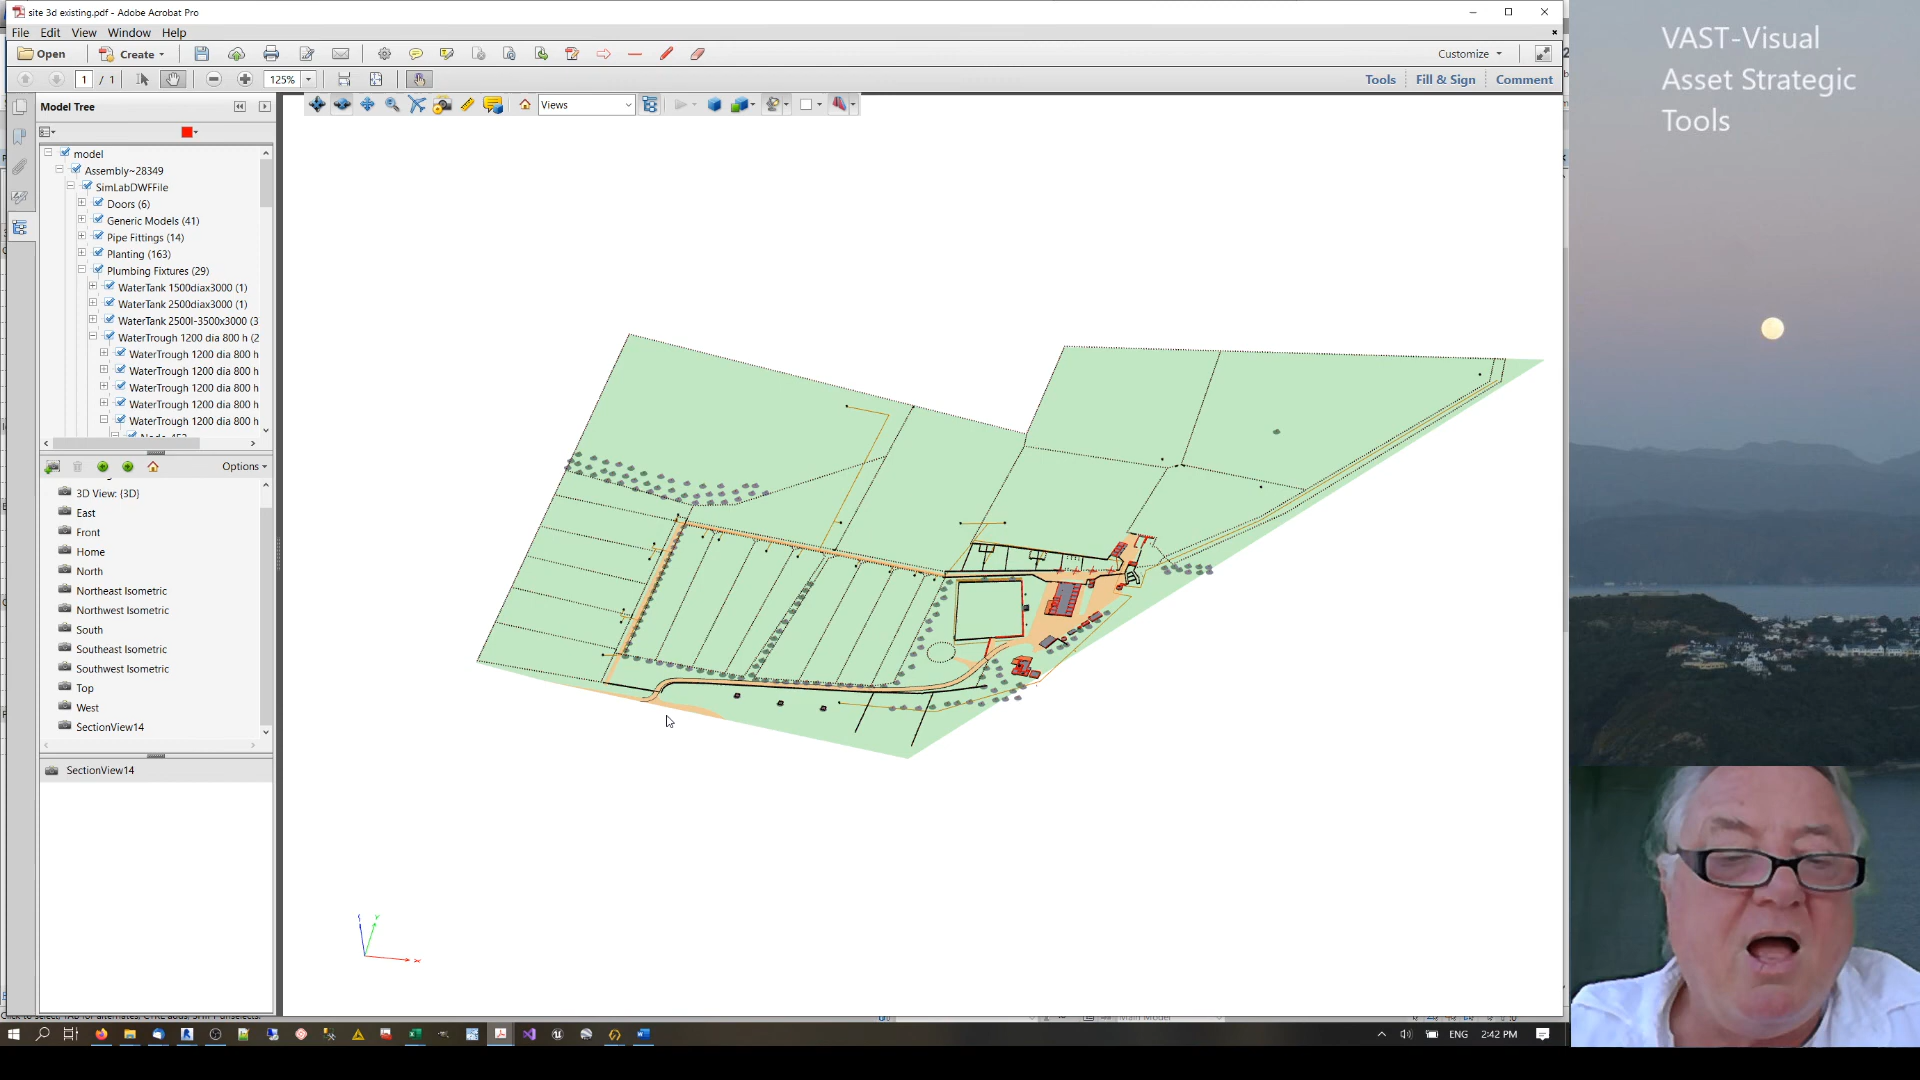 site 3d existing.pdf - Adobe Acrobat Pro
File Edit View Window Help
Open Create 1 / 1 125% Customize
Tools Fill & Sign Comment
Model Tree
Views
model
Assembly~28349
SimLabDWFFile
Doors (6)
Generic Models (41)
Pipe Fittings (14)
Planting (163)
Plumbing Fixtures (29)
WaterTank 1500diax3000 (1)
WaterTank 2500diax3000 (1)
WaterTank 2500l-3500x3000 (3
WaterTrough 1200 dia 800 h (2
WaterTrough 1200 dia 800 h
WaterTrough 1200 dia 800 h
WaterTrough 1200 dia 800 h
WaterTrough 1200 dia 800 h
WaterTrough 1200 dia 800 h
Options
3D View: {3D}
East
Front
Home
North
Northeast Isometric
Northwest Isometric
South
Southeast Isometric
Southwest Isometric
Top
West
SectionView14
SectionView14
Main Model
ENG 2:42 PM
VAST-Visual
Asset Strategic
Tools